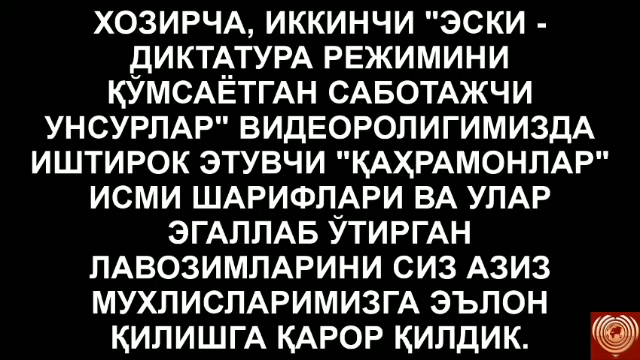 ХОЗИРЧА, ИККИНЧИ "ЭСКИ -
ДИКТАТУРА РЕЖИМИНИ
ҚЎМСАЁТГАН САБОТАЖЧИ
УНСУРЛАР" ВИДЕОРОЛИГИМИЗДА
ИШТИРОК ЭТУВЧИ "ҚАҲРАМОНЛАР"
ИСМИ ШАРИФЛАРИ ВА УЛАР
ЭГАЛЛАБ ЎТИРГАН
ЛАВОЗИМЛАРИНИ СИЗ АЗИЗ
МУХЛИСЛАРИМИЗГА ЭЪЛОН
ҚИЛИШГА ҚАРОР ҚИЛДИК.